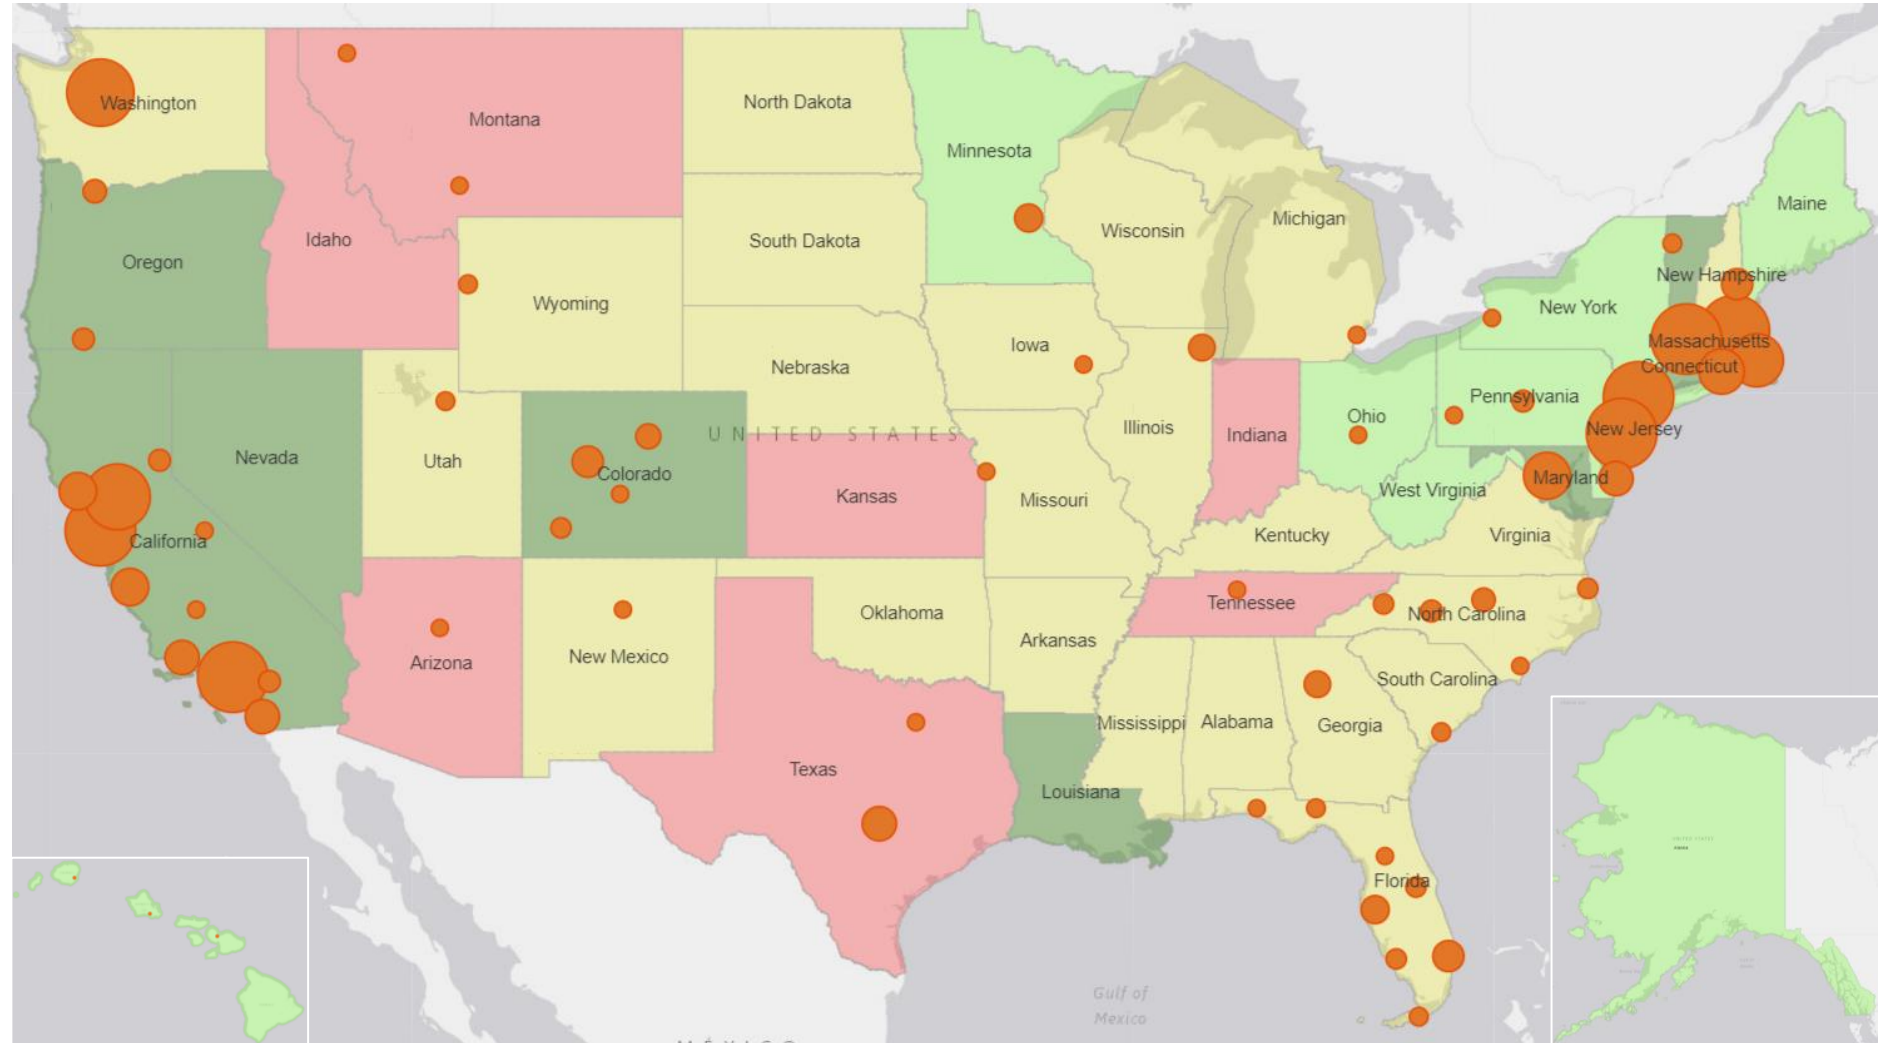 Washington
Montana
North Dakota
Minnesota
Idaho
Oregon
Wyoming
South Dakota
Wisconsin
Michigan
Maine
New Hampshire
New York
Massachusetts
Connecticut
Iowa
Nebraska
Pennsylvania
Ohio
New Jersey
Illinois
Indiana
UNITED STATES
Nevada
Utah
Colorado
Kansas
Missouri
West Virginia
Maryland
California
Kentucky
Virginia
Tennessee
North Carolina
Oklahoma
Arkansas
Arizona
New Mexico
South Carolina
Mississippi
Alabama
Georgia
Texas
Louisiana
Florida
Gulf of
Mexico